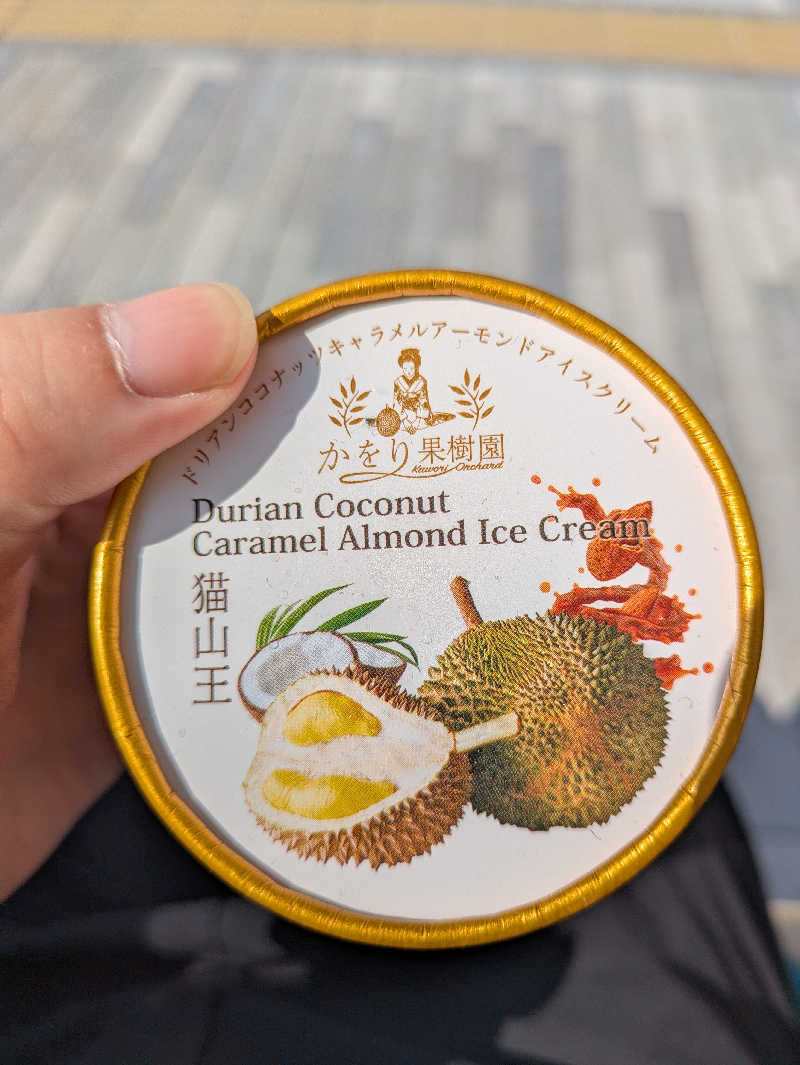 ドリアンココナッツキャラメルアーモンドアイスクリーム
かをり果樹園
Kawori Orchard
Durian Coconut
Caramel Almond Ice Cream
猫山王